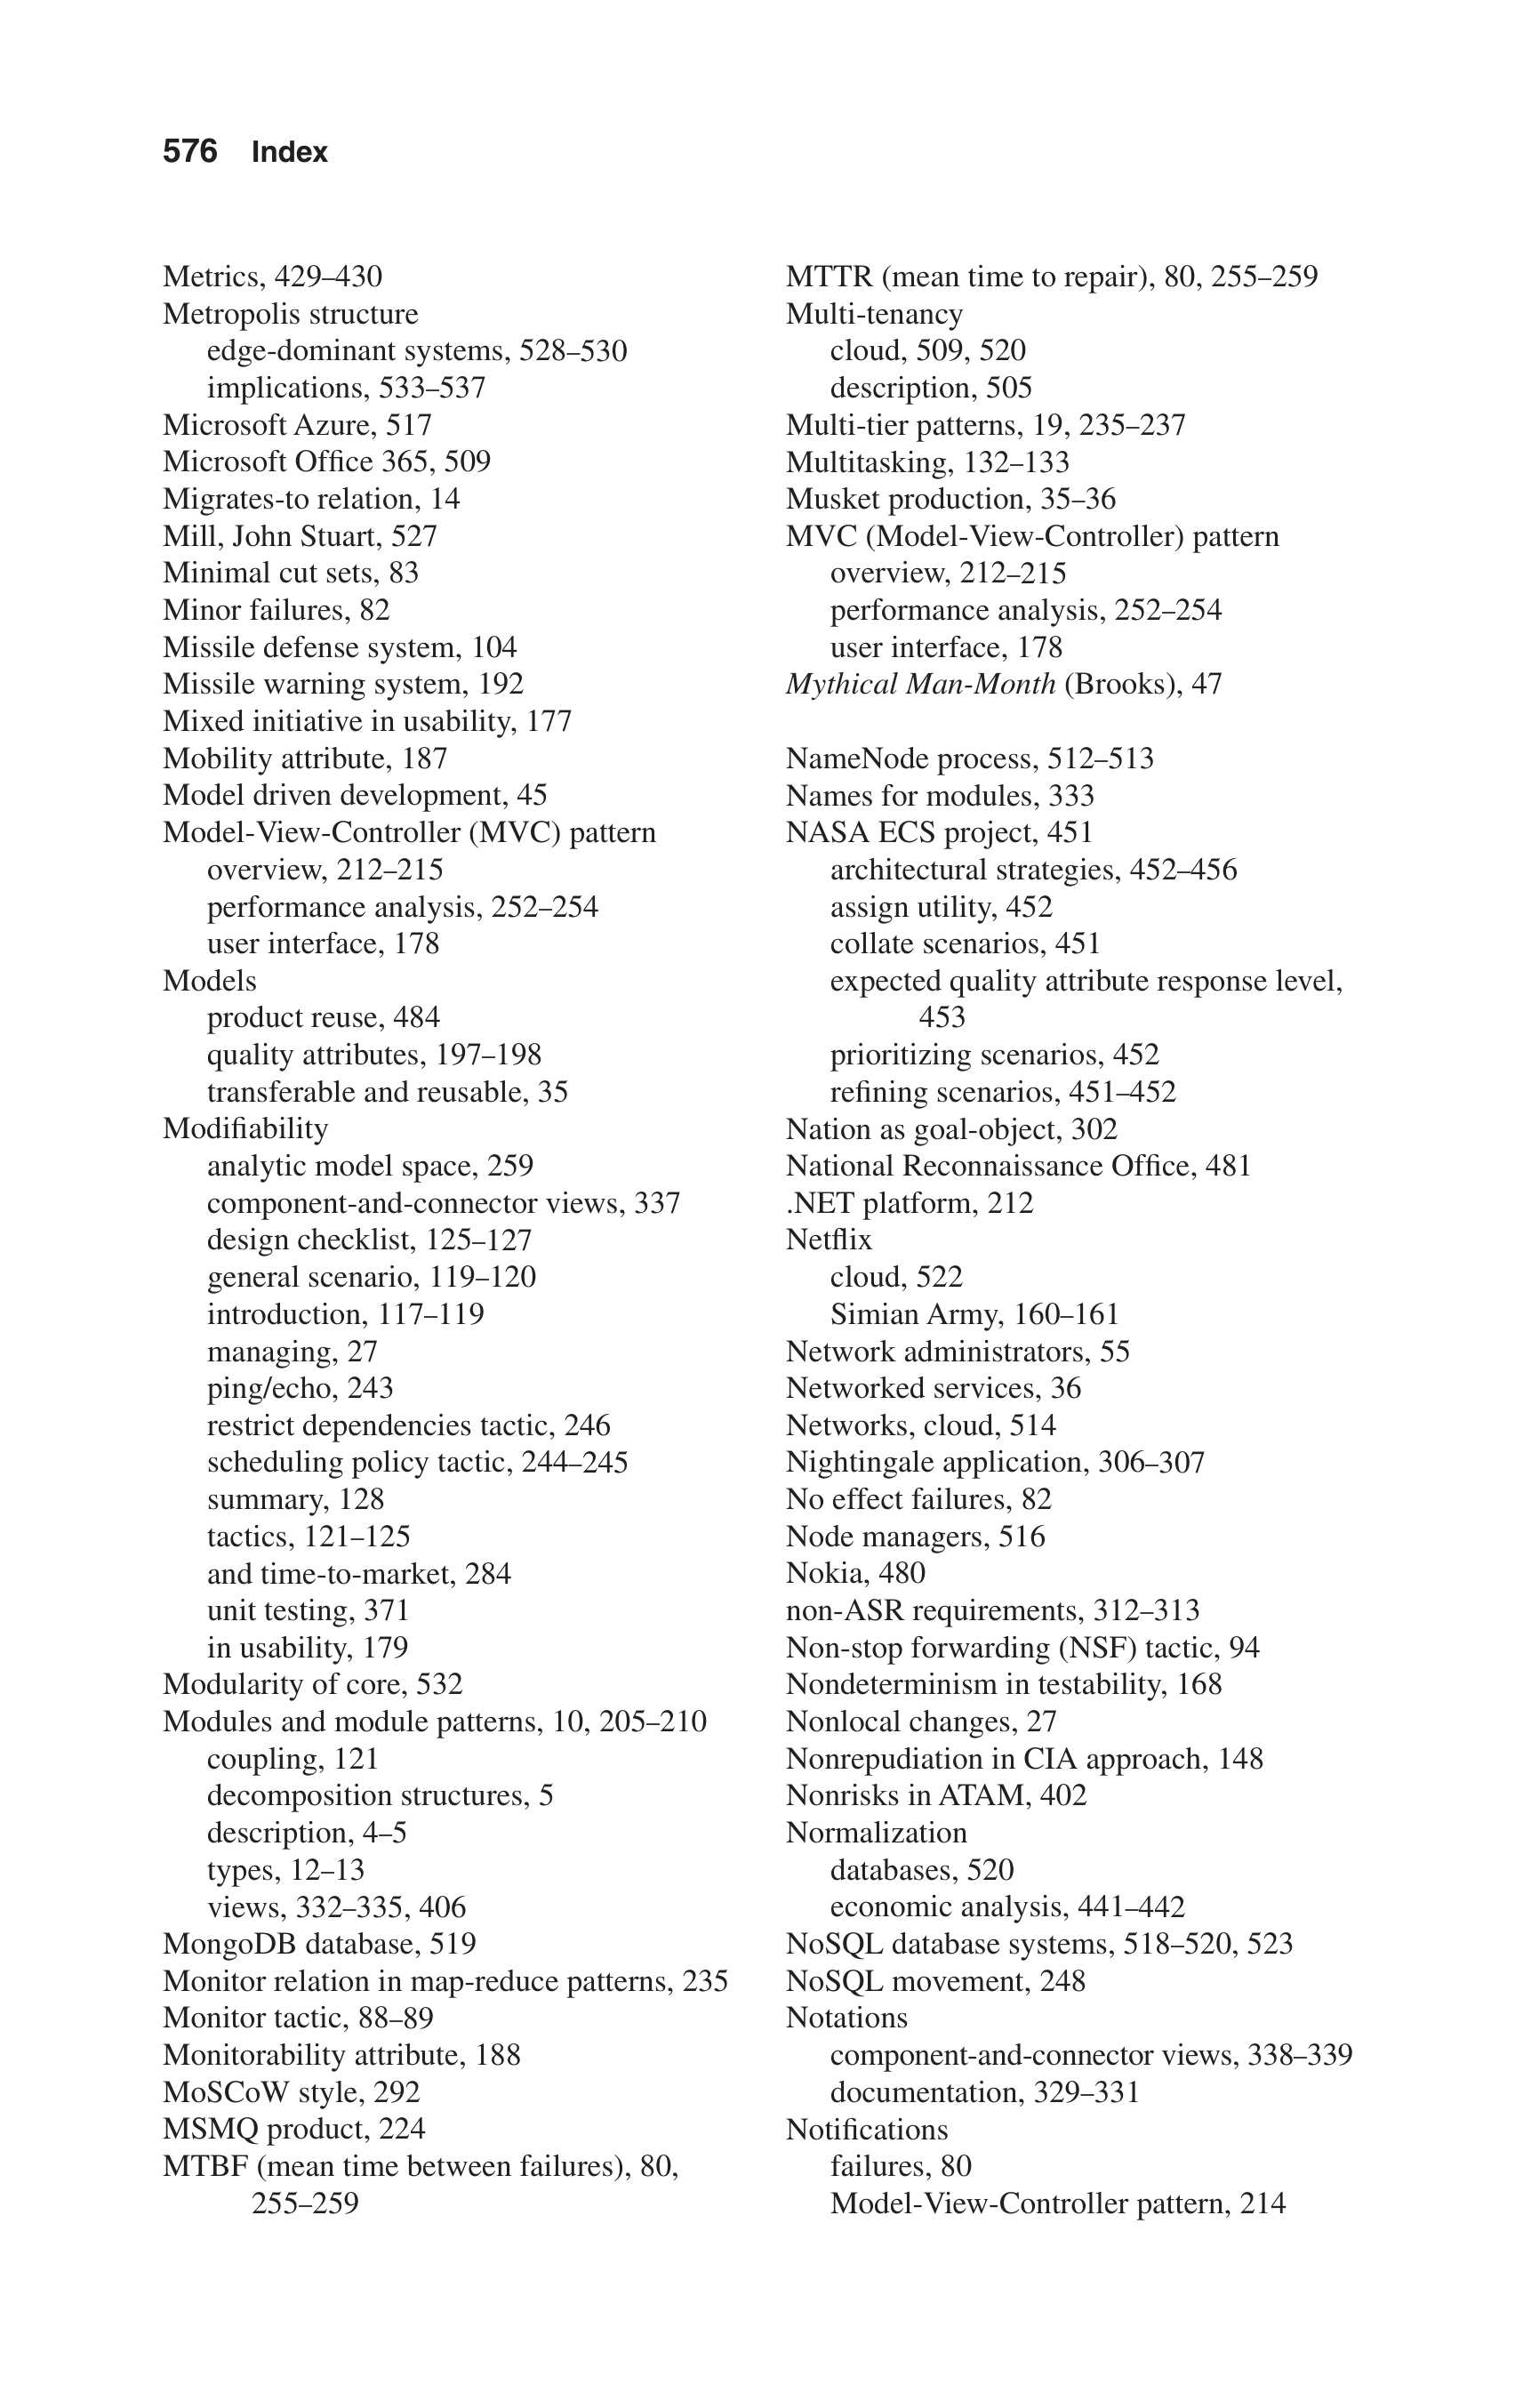 576 Index
Metrics, 429–430
Metropolis structure
edge-dominant systems, 528–530
implications, 533–537
Microsoft Azure, 517
Microsoft Office 365, 509
Migrates-to relation, 14
Mill, John Stuart, 527
Minimal cut sets, 83
Minor failures, 82
Missile defense system, 104
Missile warning system, 192
Mixed initiative in usability, 177
Mobility attribute, 187
Model driven development, 45
Model-View-Controller (MVC) pattern
overview, 212–215
performance analysis, 252–254
user interface, 178
Models
product reuse, 484
quality attributes, 197–198
transferable and reusable, 35
Modifiability
analytic model space, 259
component-and-connector views, 337
design checklist, 125–127
general scenario, 119–120
introduction, 117–119
managing, 27
ping/echo, 243
restrict dependencies tactic, 246
scheduling policy tactic, 244–245
summary, 128
tactics, 121–125
and time-to-market, 284
unit testing, 371
in usability, 179
Modularity of core, 532
Modules and module patterns, 10, 205–210
coupling, 121
decomposition structures, 5
description, 4–5
types, 12–13
views, 332–335, 406
MongoDB database, 519
Monitor relation in map-reduce patterns, 235
Monitor tactic, 88–89
Monitorability attribute, 188
MoSCoW style, 292
MSMQ product, 224
MTBF (mean time between failures), 80,
255–259
MTTR (mean time to repair), 80, 255–259
Multi-tenancy
cloud, 509, 520
description, 505
Multi-tier patterns, 19, 235–237
Multitasking, 132–133
Musket production, 35–36
MVC (Model-View-Controller) pattern
overview, 212–215
performance analysis, 252–254
user interface, 178
Mythical Man-Month (Brooks), 47
NameNode process, 512–513
Names for modules, 333
NASA ECS project, 451
architectural strategies, 452–456
assign utility, 452
collate scenarios, 451
expected quality attribute response level,
453
prioritizing scenarios, 452
refining scenarios, 451–452
Nation as goal-object, 302
National Reconnaissance Office, 481
.NET platform, 212
Netflix
cloud, 522
Simian Army, 160–161
Network administrators, 55
Networked services, 36
Networks, cloud, 514
Nightingale application, 306–307
No effect failures, 82
Node managers, 516
Nokia, 480
non-ASR requirements, 312–313
Non-stop forwarding (NSF) tactic, 94
Nondeterminism in testability, 168
Nonlocal changes, 27
Nonrepudiation in CIA approach, 148
Nonrisks in ATAM, 402
Normalization
databases, 520
economic analysis, 441–442
NoSQL database systems, 518–520, 523
NoSQL movement, 248
Notations
component-and-connector views, 338–339
documentation, 329–331
Notifications
failures, 80
Model-View-Controller pattern, 214